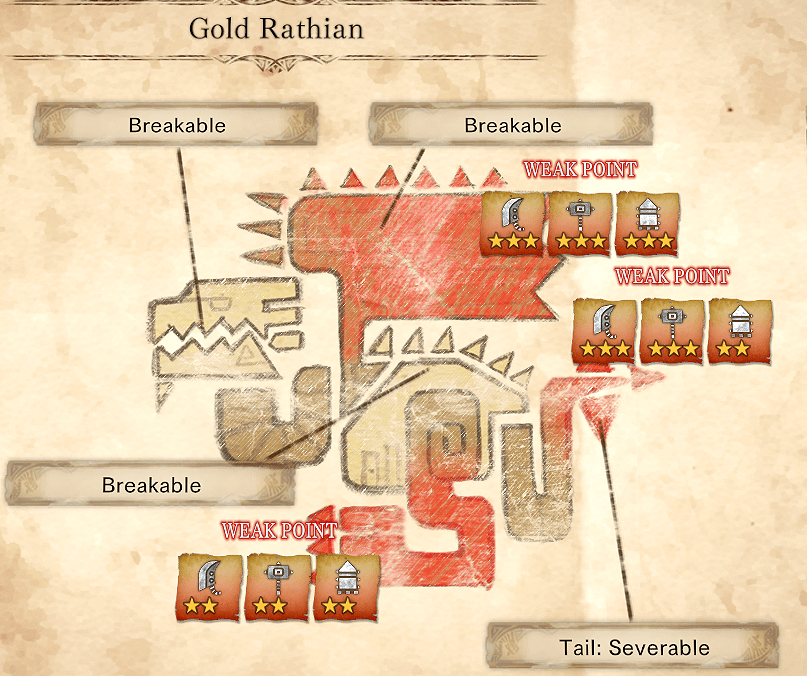 Gold Rathian
Breakable
Breakable
WEAK POINT
WEAK POINT
Breakable
WEAK POINT
Tail: Severable